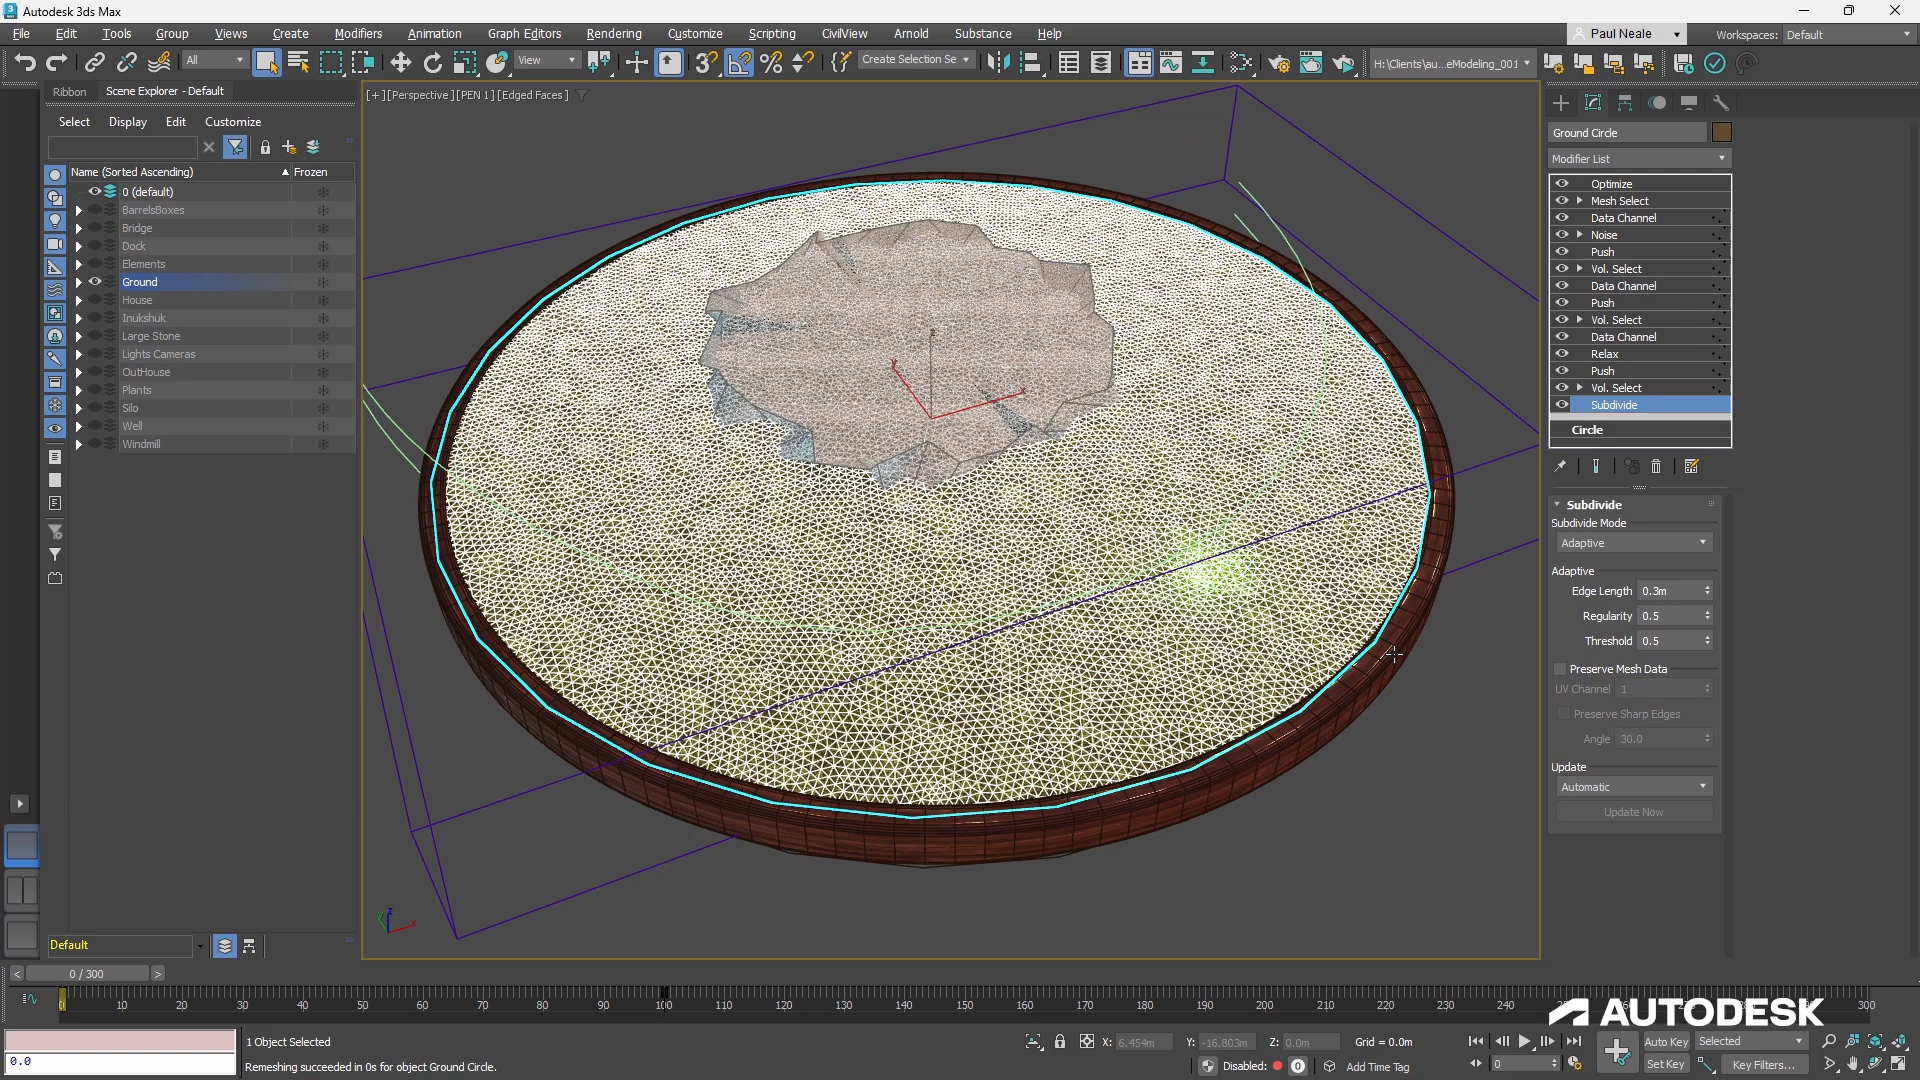 Autodesk 3ds Max
File Edit Tools Group Views Create Modifiers Animation Graph Editors Rendering Customize Scripting CivilView Arnold Substance Help
Paul Neale
Workspaces: Default
All
View
Create Selection Se
H:\Clients\au...eModeling_001
Ribbon
Scene Explorer - Default
[+] [Perspective] [PEN 1] [Edged Faces]
Select Display Edit Customize
Name (Sorted Ascending)
Frozen
0 (default)
BarrelsBoxes
Bridge
Dock
Elements
Ground
House
Inukshuk
Large Stone
Lights Cameras
OutHouse
Plants
Silo
Well
Windmill
Default
Ground Circle
Modifier List
Optimize
Mesh Select
Data Channel
Noise
Push
Vol. Select
Data Channel
Push
Vol. Select
Data Channel
Relax
Push
Vol. Select
Subdivide
Circle
Subdivide
Subdivide Mode
Adaptive
Adaptive
Edge Length 0.3m
Regularity 0.5
Threshold 0.5
Preserve Mesh Data
UV Channel 1
Preserve Sharp Edges
Angle 30.0
Update
Automatic
Update Now
< 0 / 300 >
0 10 20 30 40 50 60 70 80 90 100 110 120 130 140 150 160 170 180 190 200 210 220 230 240 300
AUTODESK
0.0
1 Object Selected
Remeshing succeeded in 0s for object Ground Circle.
X: 6.454m Y: -16.803m Z: 0.0m Grid = 0.0m
Disabled: 0 Add Time Tag
Auto Key Selected
0
Set Key Key Filters...